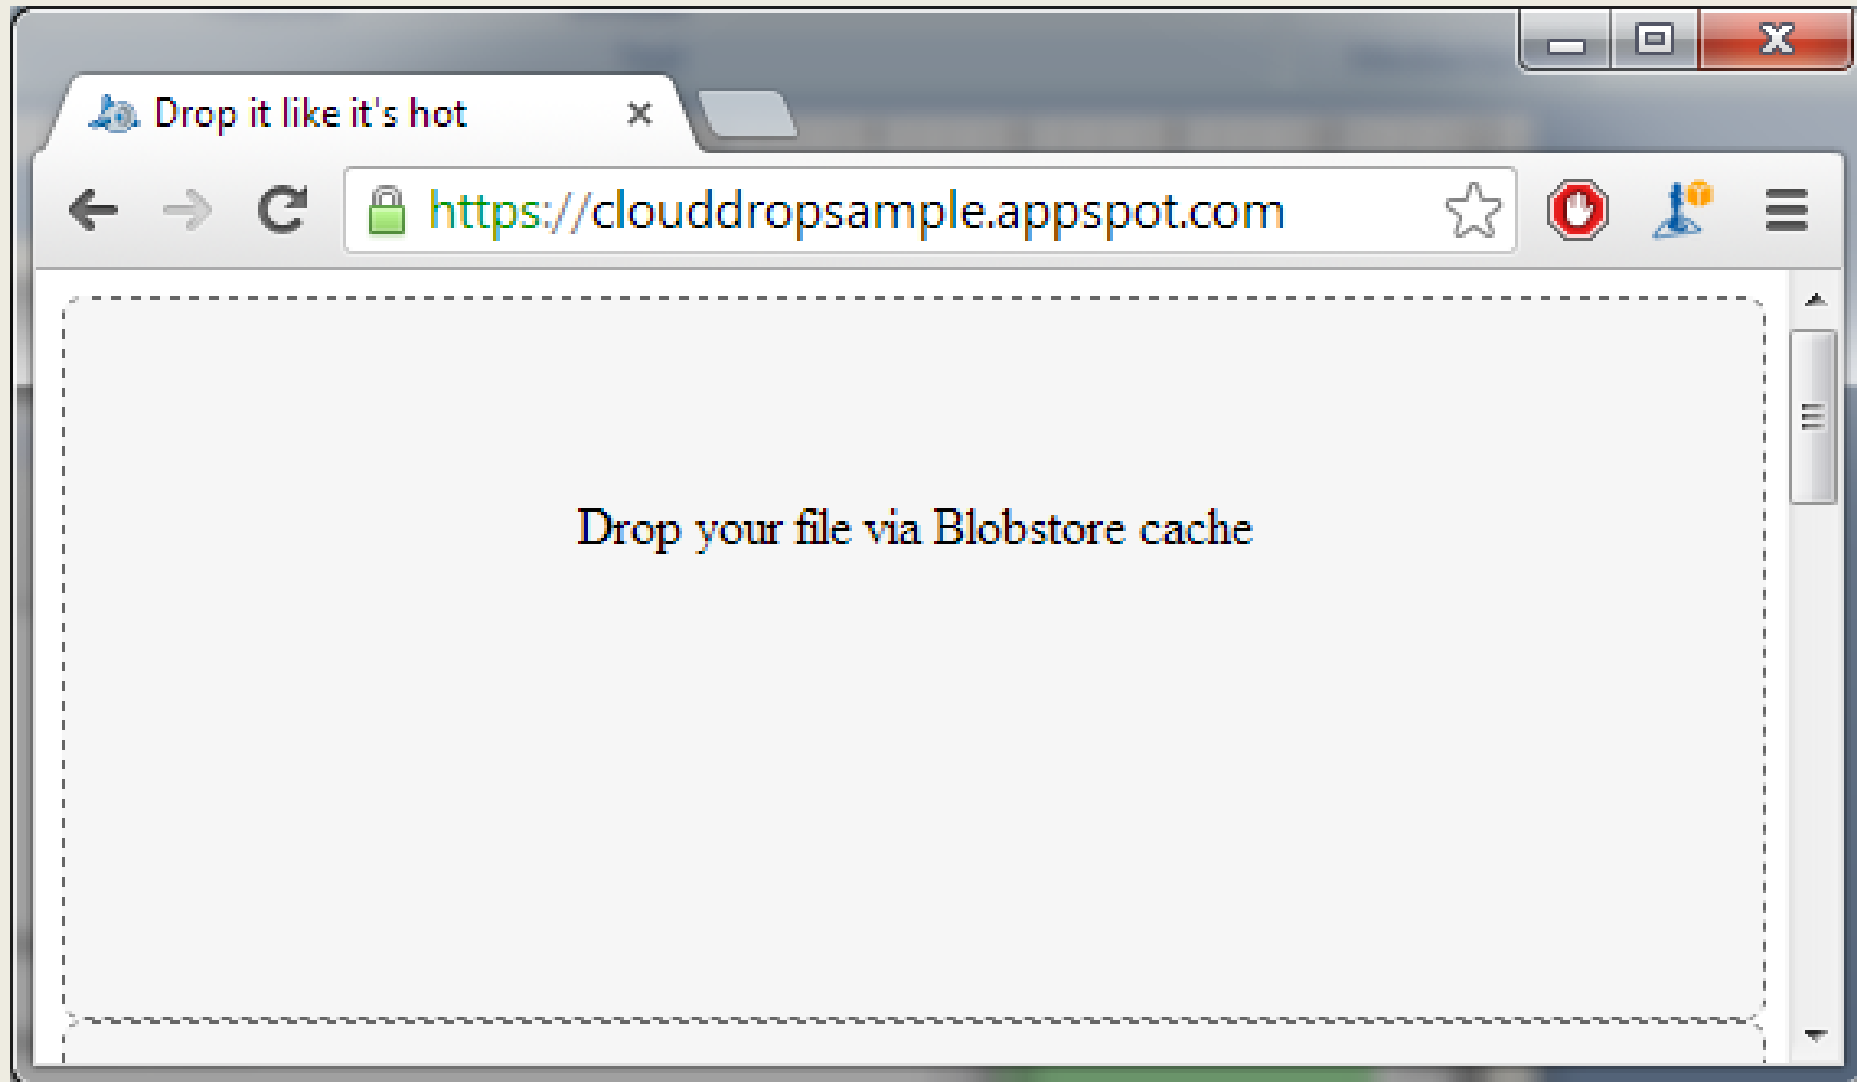 Drop it like it's hot
https://clouddropsample.appspot.com
Drop your file via Blobstore cache